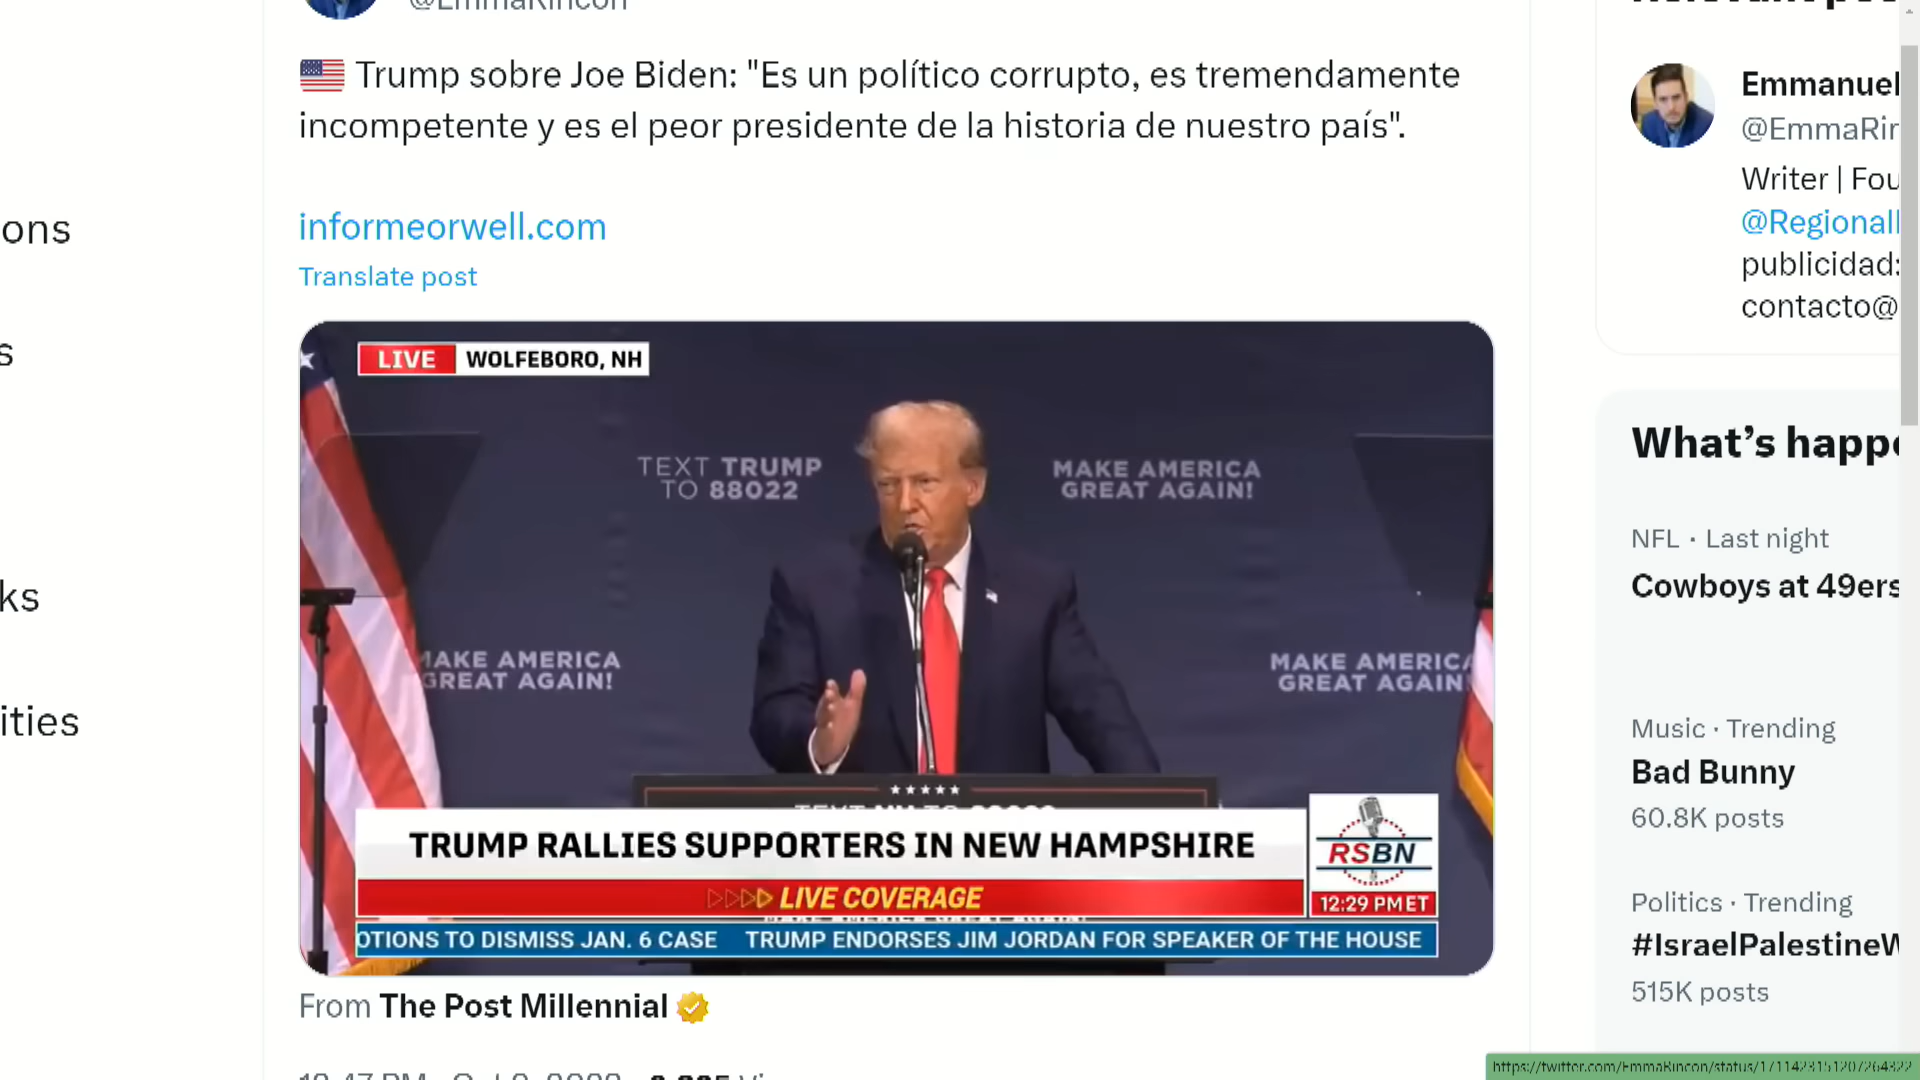 @EmmaRincon
Trump sobre Joe Biden: "Es un político corrupto, es tremendamente
incompetente y es el peor presidente de la historia de nuestro país".
informeorwell.com
Translate post
LIVE WOLFEBORO, NH
TEXT TRUMP
TO 88022
MAKE AMERICA
GREAT AGAIN!
MAKE AMERICA
GREAT AGAIN!
MAKE AMERICA
GREAT AGAIN!
TRUMP RALLIES SUPPORTERS IN NEW HAMPSHIRE
LIVE COVERAGE
RSBN
12:29 PM ET
OTIONS TO DISMISS JAN. 6 CASE TRUMP ENDORSES JIM JORDAN FOR SPEAKER OF THE HOUSE
From The Post Millennial
ons
s
ks
ities
Emmanuel
@EmmaRin
Writer | Fou
@Regional
publicidad:
contacto@
What's happe
NFL · Last night
Cowboys at 49ers
Music · Trending
Bad Bunny
60.8K posts
Politics · Trending
#IsraelPalestineW
515K posts